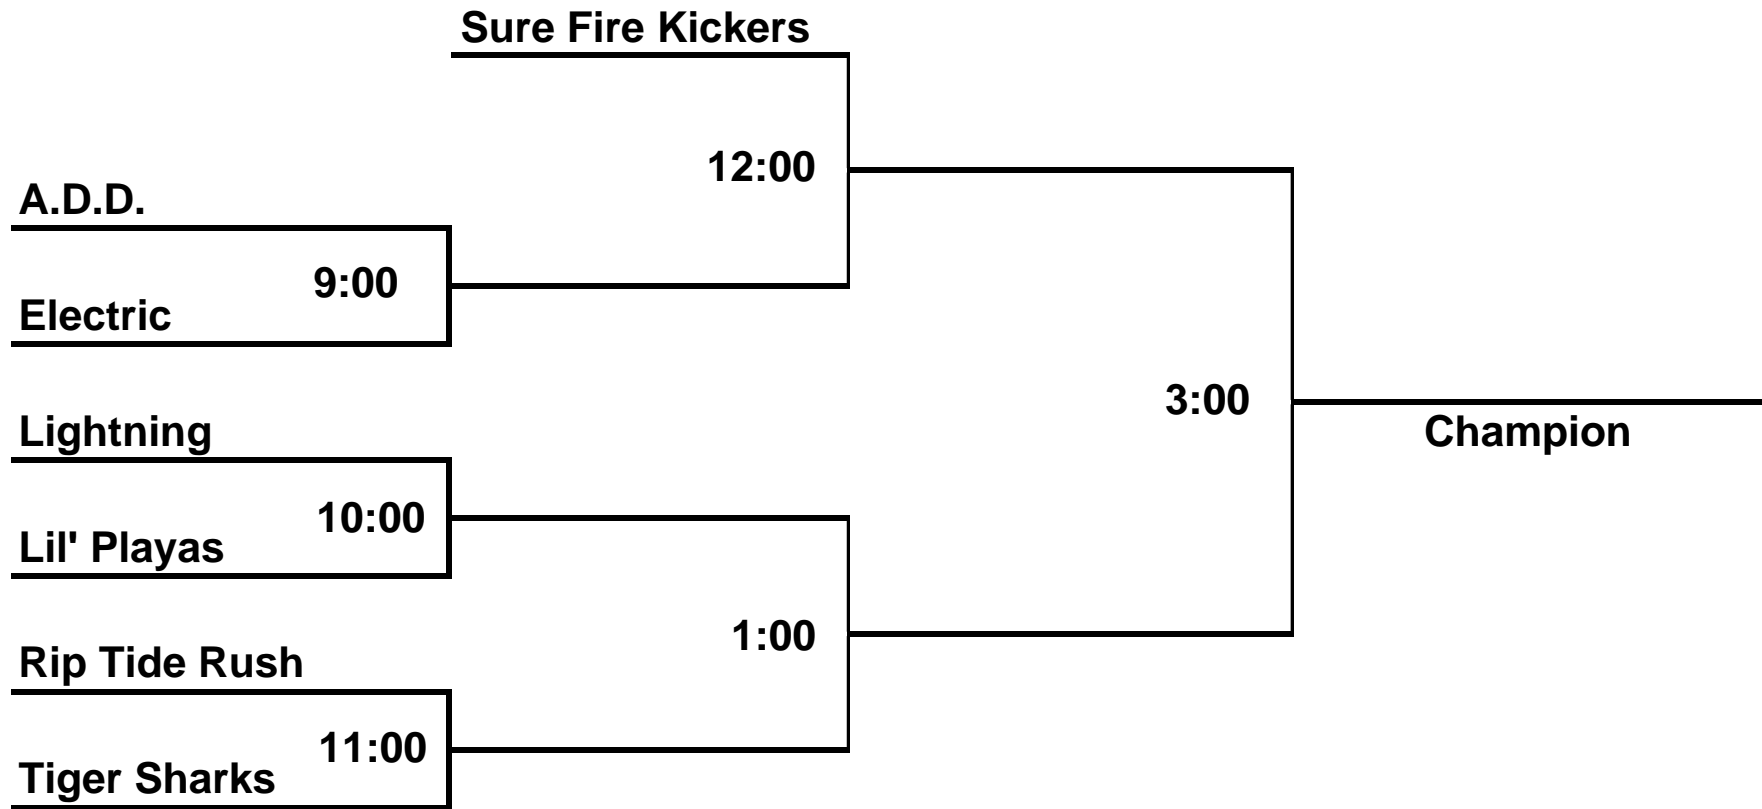 Sure Fire Kickers
12:00
A.D.D.
9:00
Electric
3:00
Lightning
Champion
10:00
Lil' Playas
1:00
Rip Tide Rush
11:00
Tiger Sharks